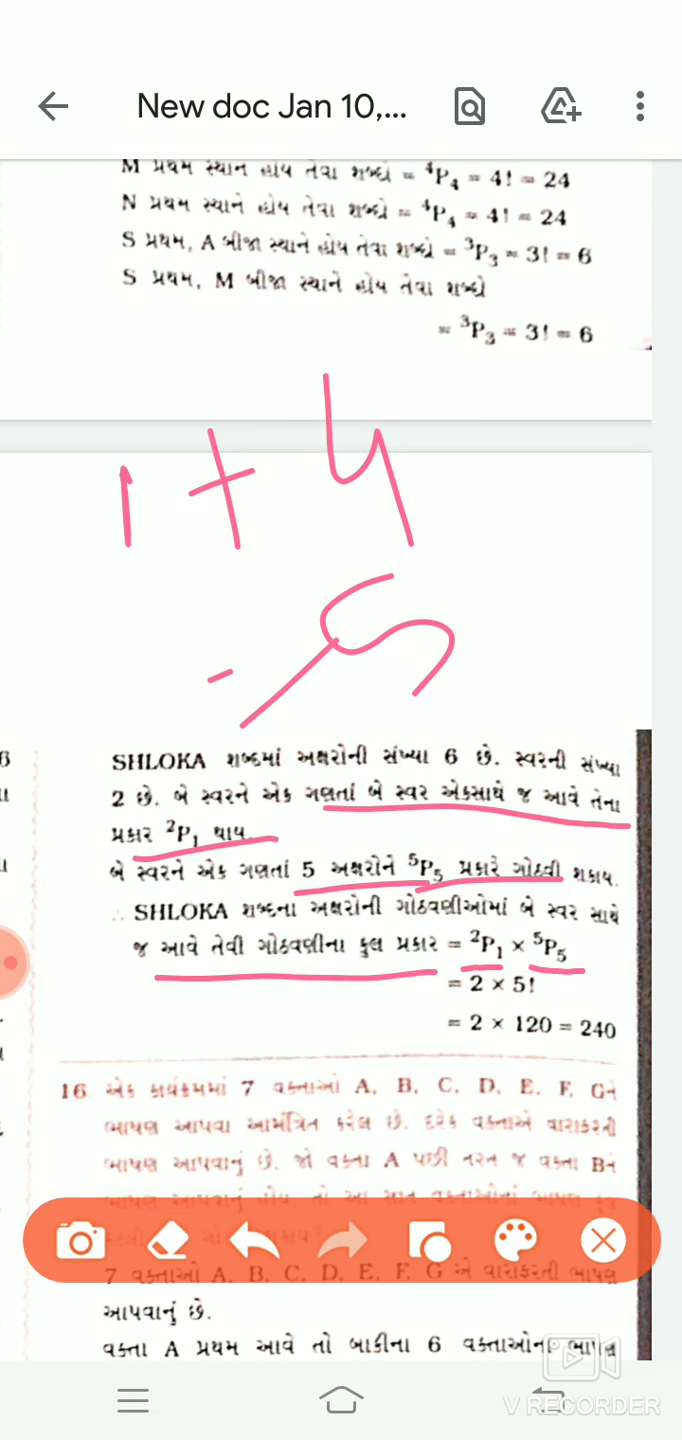 New doc Jan 10,...
M પ્રથમ સ્થાને હોય તેવા શબ્દો = ⁴P₄ = 4! = 24
N પ્રથમ સ્થાને હોય તેવા શબ્દો = ⁴P₄ = 4! = 24
S પ્રથમ, A બીજા સ્થાને હોય તેવા શબ્દો = ³P₃ = 3! = 6
S પ્રથમ, M બીજા સ્થાને હોય તેવા શબ્દો
= ³P₃ = 3! = 6
1 + 4
= 5
SHLOKA શબ્દમાં અક્ષરોની સંખ્યા 6 છે. સ્વરની સંખ્યા
2 છે. બે સ્વરને એક ગણતાં બે સ્વર એકસાથે જ આવે તેના
પ્રકાર ²P₁ થાય.
બે સ્વરને એક ગણતાં 5 અક્ષરોને ⁵P₅ પ્રકારે ગોઠવી શકાય.
∴ SHLOKA શબ્દના અક્ષરોની ગોઠવણીઓમાં બે સ્વર સાથે
જ આવે તેવી ગોઠવણીના કુલ પ્રકાર = ²P₁ × ⁵P₅
= 2 × 5!
= 2 × 120 = 240
16. એક કાર્યક્રમમાં 7 વક્તાઓ A, B, C, D, E, F, Gને
ભાષણ આપવા આમંત્રિત કરેલ છે. દરેક વક્તાએ વારાફરતી
ભાષણ આપવાનું છે. જો વક્તા A પછી તરત જ વક્તા Bને
7 વક્તાઓ A, B, C, D, E, F, G એ વારાફરતી ભાષણ
આપવાનું છે.
વક્તા A પ્રથમ આવે તો બાકીના 6 વક્તાઓના ભાષણ
V RECORDER